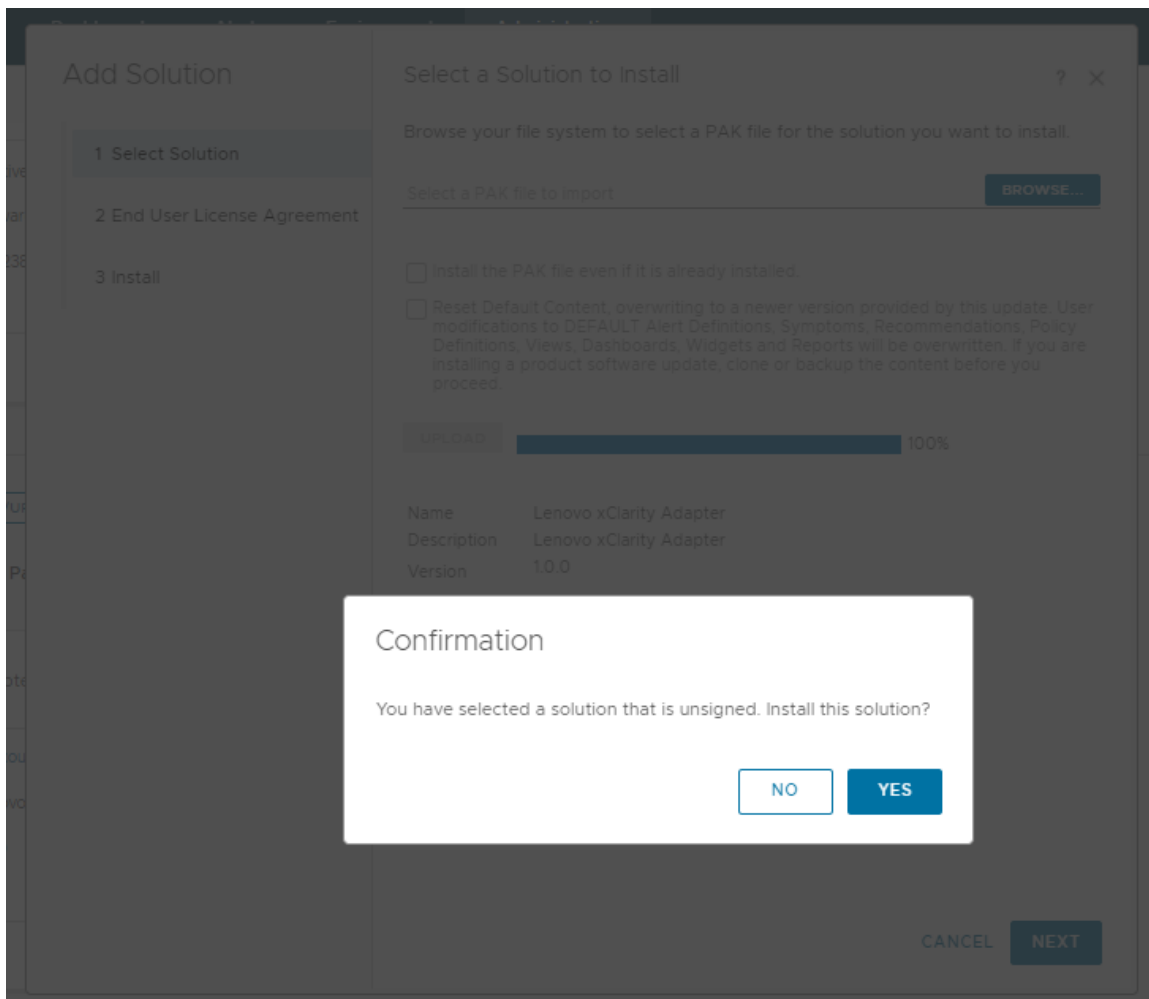 Add Solution
1 Select Solution
2 End User License Agreement
3 Install
Select a Solution to Install
? ×
Browse your file system to select a PAK file for the solution you want to install.
Select a PAK file to import
BROWSE...
Install the PAK file even if it is already installed.
Reset Default Content, overwriting to a newer version provided by this update. User
modifications to DEFAULT Alert Definitions, Symptoms, Recommendations, Policy
Definitions, Views, Dashboards, Widgets and Reports will be overwritten. If you are
installing a product software update, clone or backup the content before you
proceed.
UPLOAD
100%
Name Lenovo xClarity Adapter
Description Lenovo xClarity Adapter
Version 1.0.0
Confirmation
You have selected a solution that is unsigned. Install this solution?
NO
YES
CANCEL
NEXT